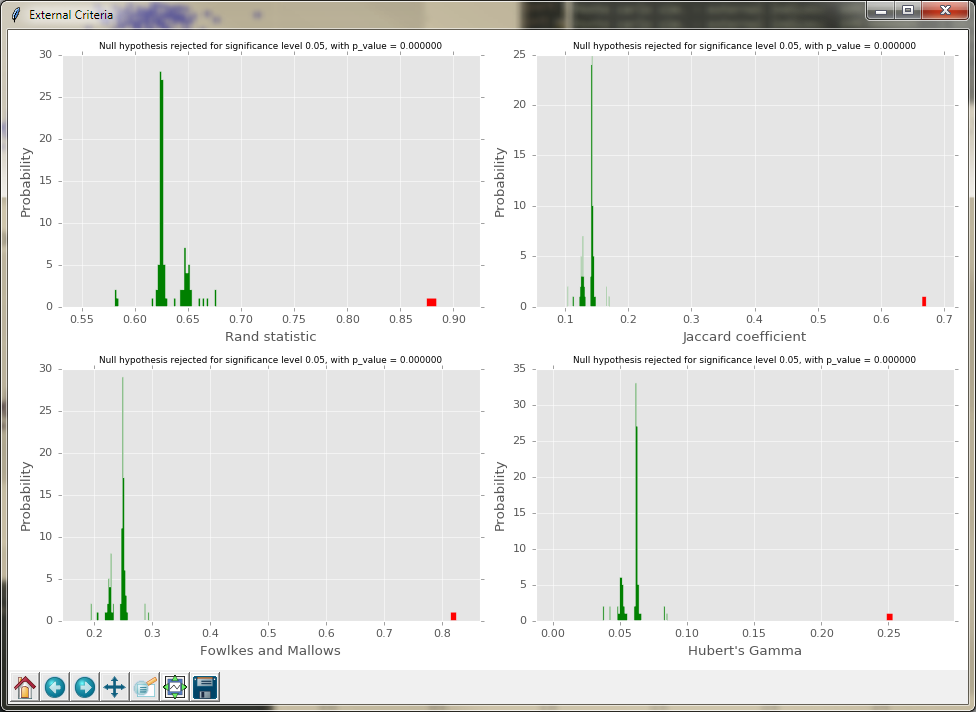 External Criteria
Null hypothesis rejected for significance level 0.05, with p_value = 0.000000
30
25
20
15
10
5
0
Probability
0.55 0.60 0.65 0.70 0.75 0.80 0.85 0.90
Rand statistic
Null hypothesis rejected for significance level 0.05, with p_value = 0.000000
25
20
15
10
5
0
Probability
0.1 0.2 0.3 0.4 0.5 0.6 0.7
Jaccard coefficient
Null hypothesis rejected for significance level 0.05, with p_value = 0.000000
30
25
20
15
10
5
0
Probability
0.2 0.3 0.4 0.5 0.6 0.7 0.8
Fowlkes and Mallows
Null hypothesis rejected for significance level 0.05, with p_value = 0.000000
35
30
25
20
15
10
5
0
Probability
0.00 0.05 0.10 0.15 0.20 0.25
Hubert's Gamma